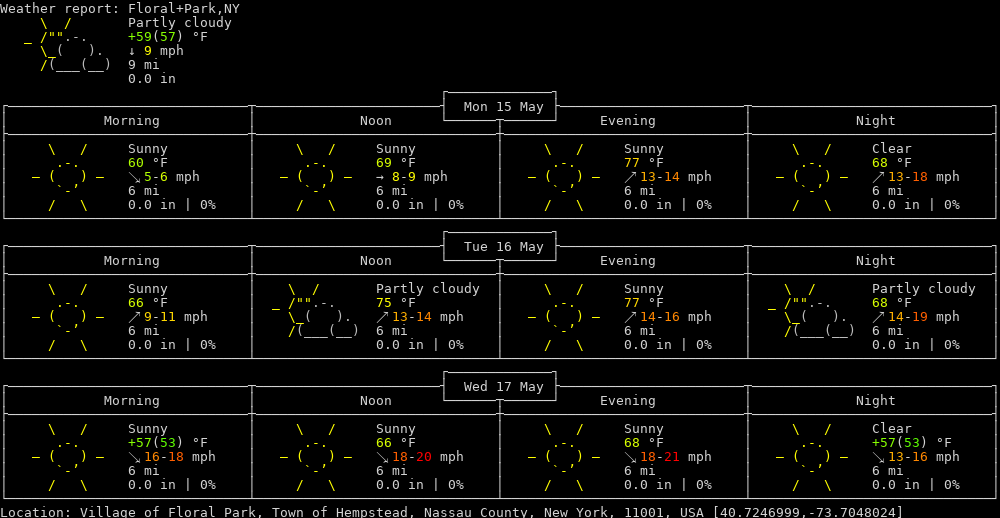 Weather report: Floral+Park,NY
Partly cloudy
+59(57) °F
↓ 9 mph
9 mi
0.0 in
Mon 15 May
Morning Noon Evening Night
Sunny Sunny Sunny Clear
60 °F 69 °F 77 °F 68 °F
↘ 5-6 mph → 8-9 mph ↗ 13-14 mph ↗ 13-18 mph
6 mi 6 mi 6 mi 6 mi
0.0 in | 0% 0.0 in | 0% 0.0 in | 0% 0.0 in | 0%
Tue 16 May
Morning Noon Evening Night
Sunny Partly cloudy Sunny Partly cloudy
66 °F 75 °F 77 °F 68 °F
↗ 9-11 mph ↗ 13-14 mph ↗ 14-16 mph ↗ 14-19 mph
6 mi 6 mi 6 mi 6 mi
0.0 in | 0% 0.0 in | 0% 0.0 in | 0% 0.0 in | 0%
Wed 17 May
Morning Noon Evening Night
Sunny Sunny Sunny Clear
+57(53) °F 66 °F 68 °F +57(53) °F
↘ 16-18 mph ↘ 18-20 mph ↘ 18-21 mph ↘ 13-16 mph
6 mi 6 mi 6 mi 6 mi
0.0 in | 0% 0.0 in | 0% 0.0 in | 0% 0.0 in | 0%
Location: Village of Floral Park, Town of Hempstead, Nassau County, New York, 11001, USA [40.7246999,-73.7048024]